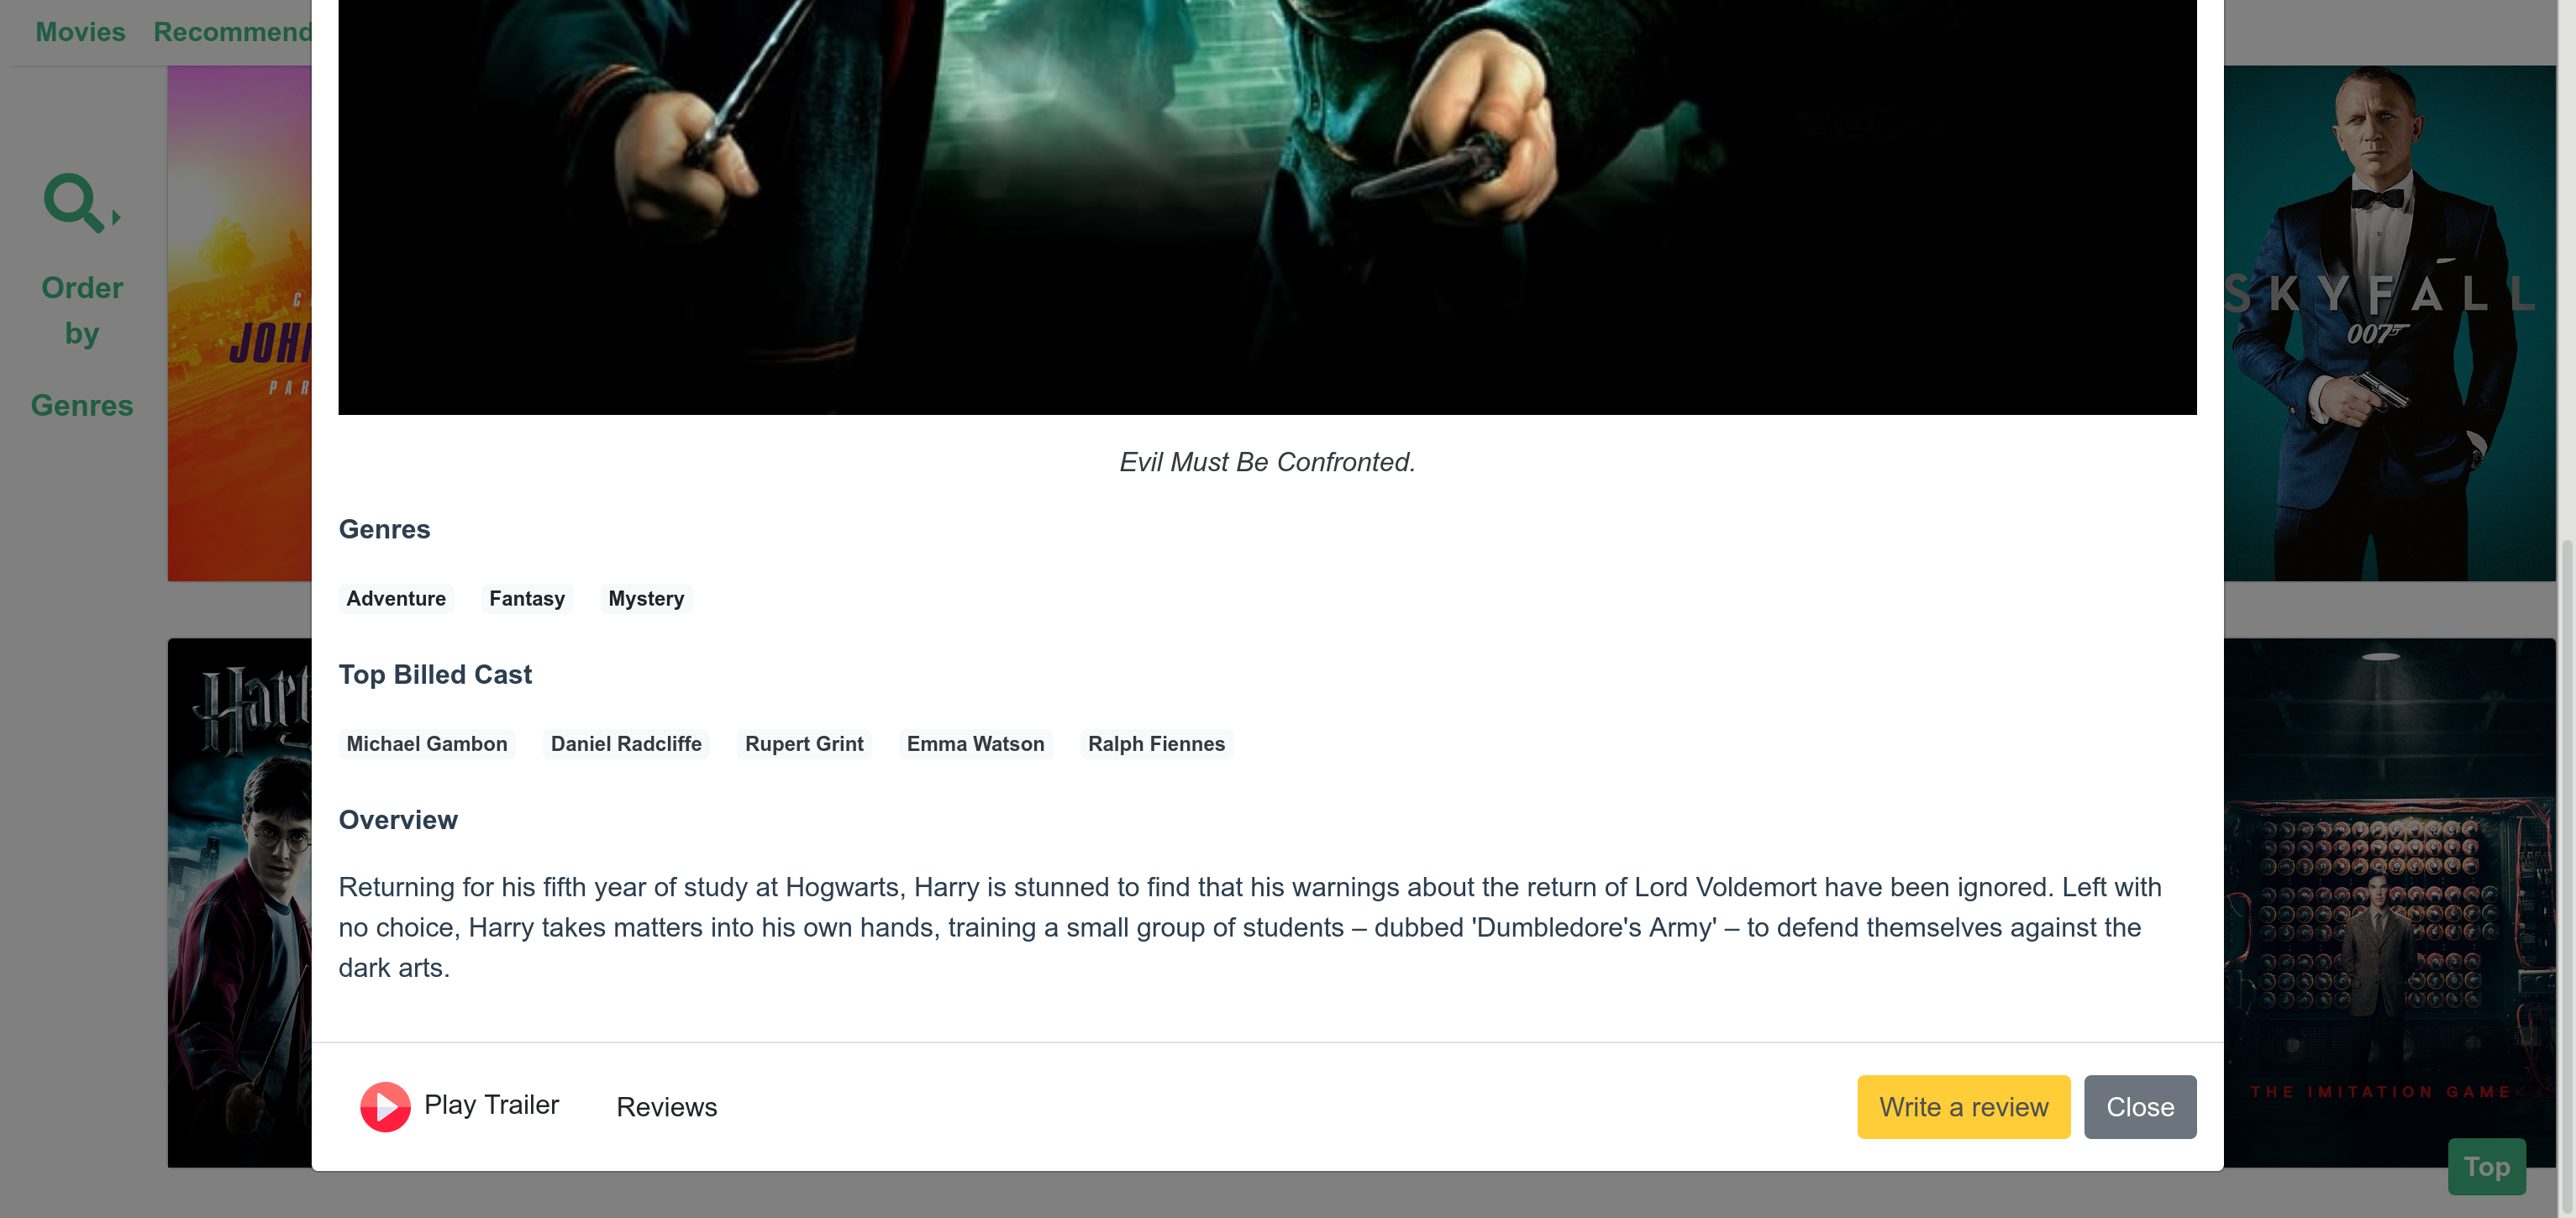 Movies Recommend
Order
by
Genres
C
JOH
PAR
SKYFALL
007
Evil Must Be Confronted.
Genres
Adventure Fantasy Mystery
Top Billed Cast
Michael Gambon Daniel Radcliffe Rupert Grint Emma Watson Ralph Fiennes
Overview
Returning for his fifth year of study at Hogwarts, Harry is stunned to find that his warnings about the return of Lord Voldemort have been ignored. Left with
no choice, Harry takes matters into his own hands, training a small group of students – dubbed 'Dumbledore's Army' – to defend themselves against the
dark arts.
Harr
THE IMITATION GAME
Play Trailer Reviews Write a review Close
Top